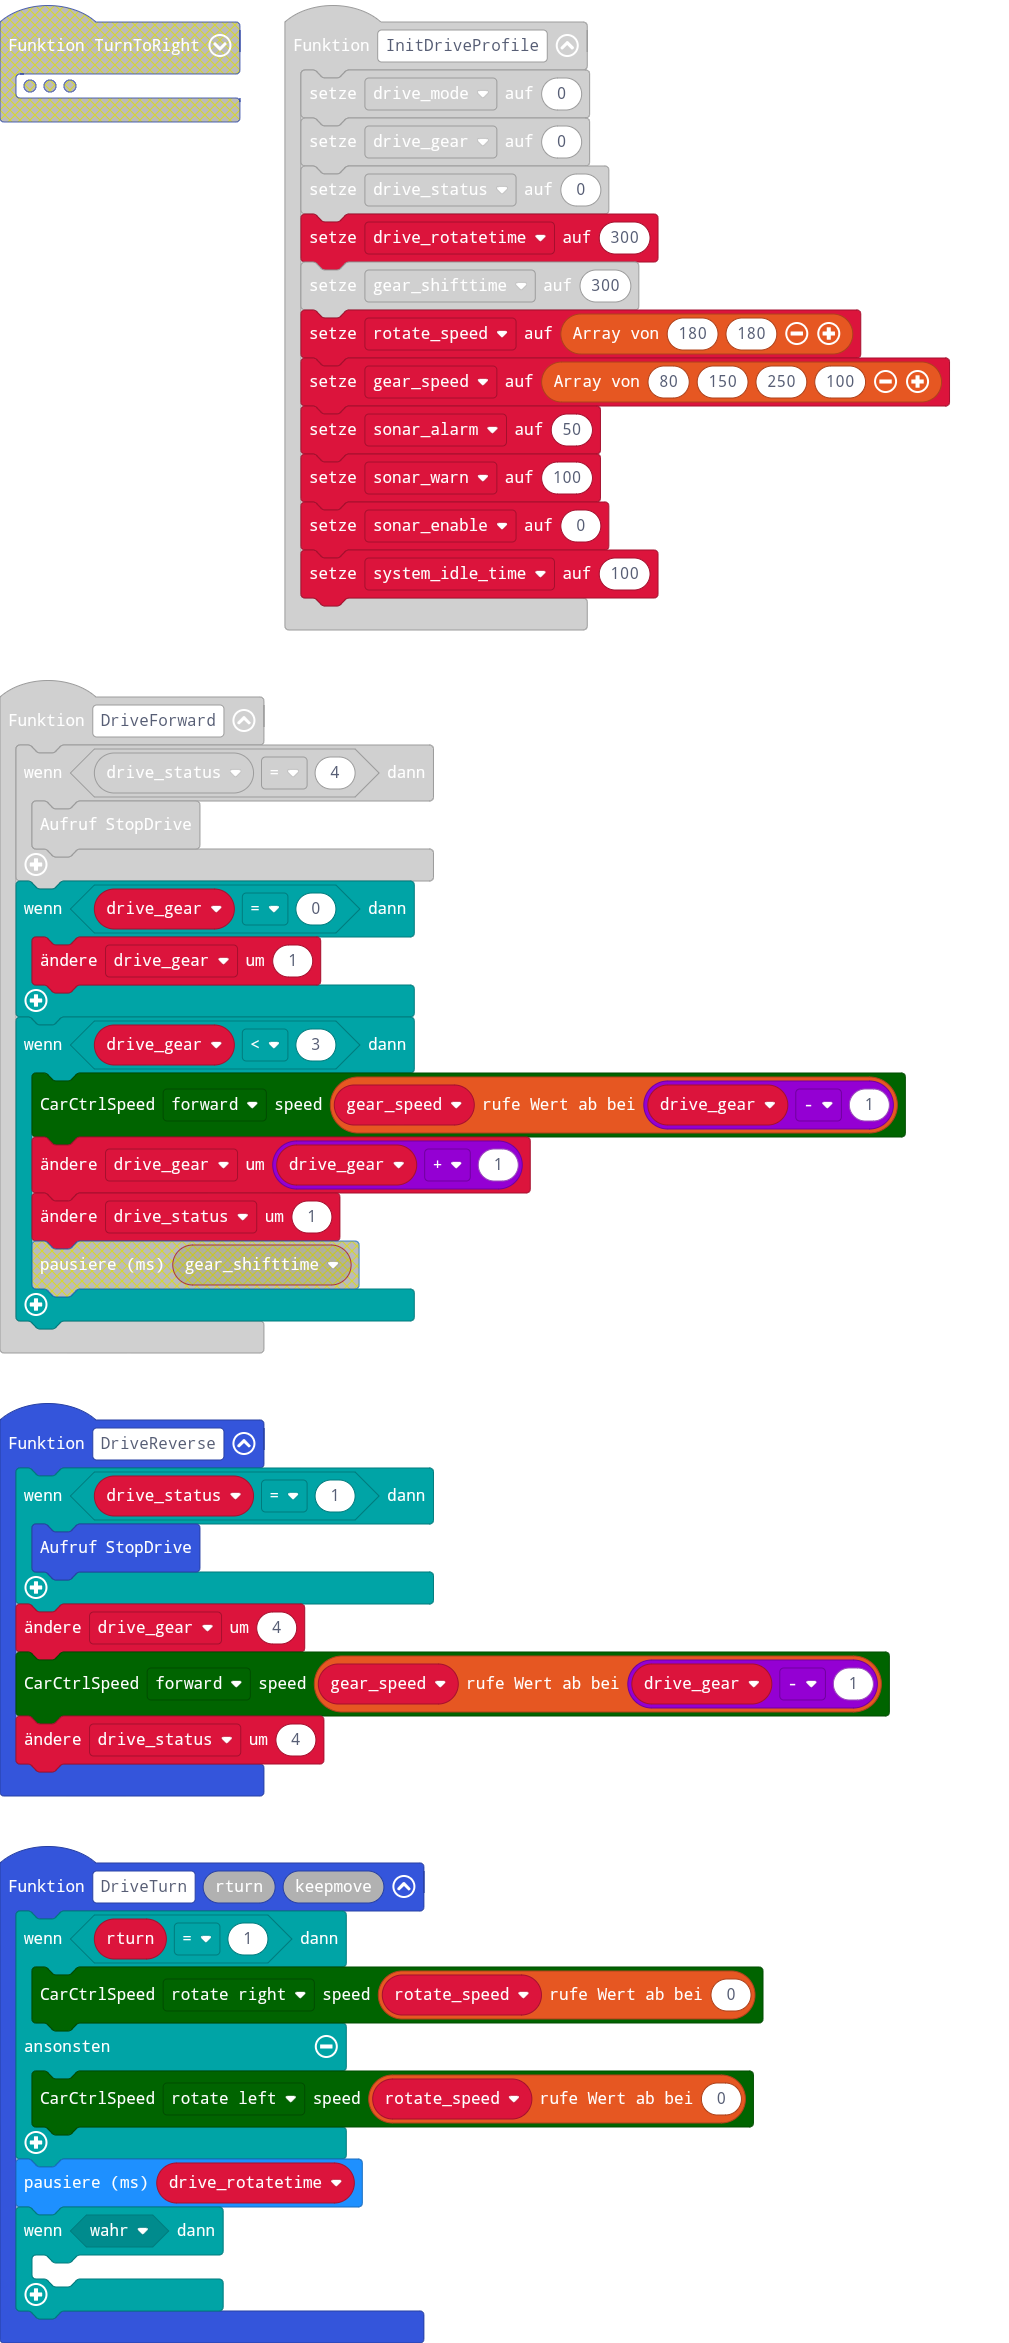 Funktion TurnToRight
Funktion InitDriveProfile
setze drive_mode auf 0
setze drive_gear auf 0
setze drive_status auf 0
setze drive_rotatetime auf 300
setze gear_shifttime auf 300
setze rotate_speed auf Array von 180 180
setze gear_speed auf Array von 80 150 250 100
setze sonar_alarm auf 50
setze sonar_warn auf 100
setze sonar_enable auf 0
setze system_idle_time auf 100
Funktion DriveForward
wenn drive_status = 4 dann
Aufruf StopDrive
wenn drive_gear = 0 dann
ändere drive_gear um 1
wenn drive_gear < 3 dann
CarCtrlSpeed forward speed gear_speed rufe Wert ab bei drive_gear - 1
ändere drive_gear um drive_gear + 1
ändere drive_status um 1
pausiere (ms) gear_shifttime
Funktion DriveReverse
wenn drive_status = 1 dann
Aufruf StopDrive
ändere drive_gear um 4
CarCtrlSpeed forward speed gear_speed rufe Wert ab bei drive_gear - 1
ändere drive_status um 4
Funktion DriveTurn rturn keepmove
wenn rturn = 1 dann
CarCtrlSpeed rotate right speed rotate_speed rufe Wert ab bei 0
ansonsten
CarCtrlSpeed rotate left speed rotate_speed rufe Wert ab bei 0
pausiere (ms) drive_rotatetime
wenn wahr dann